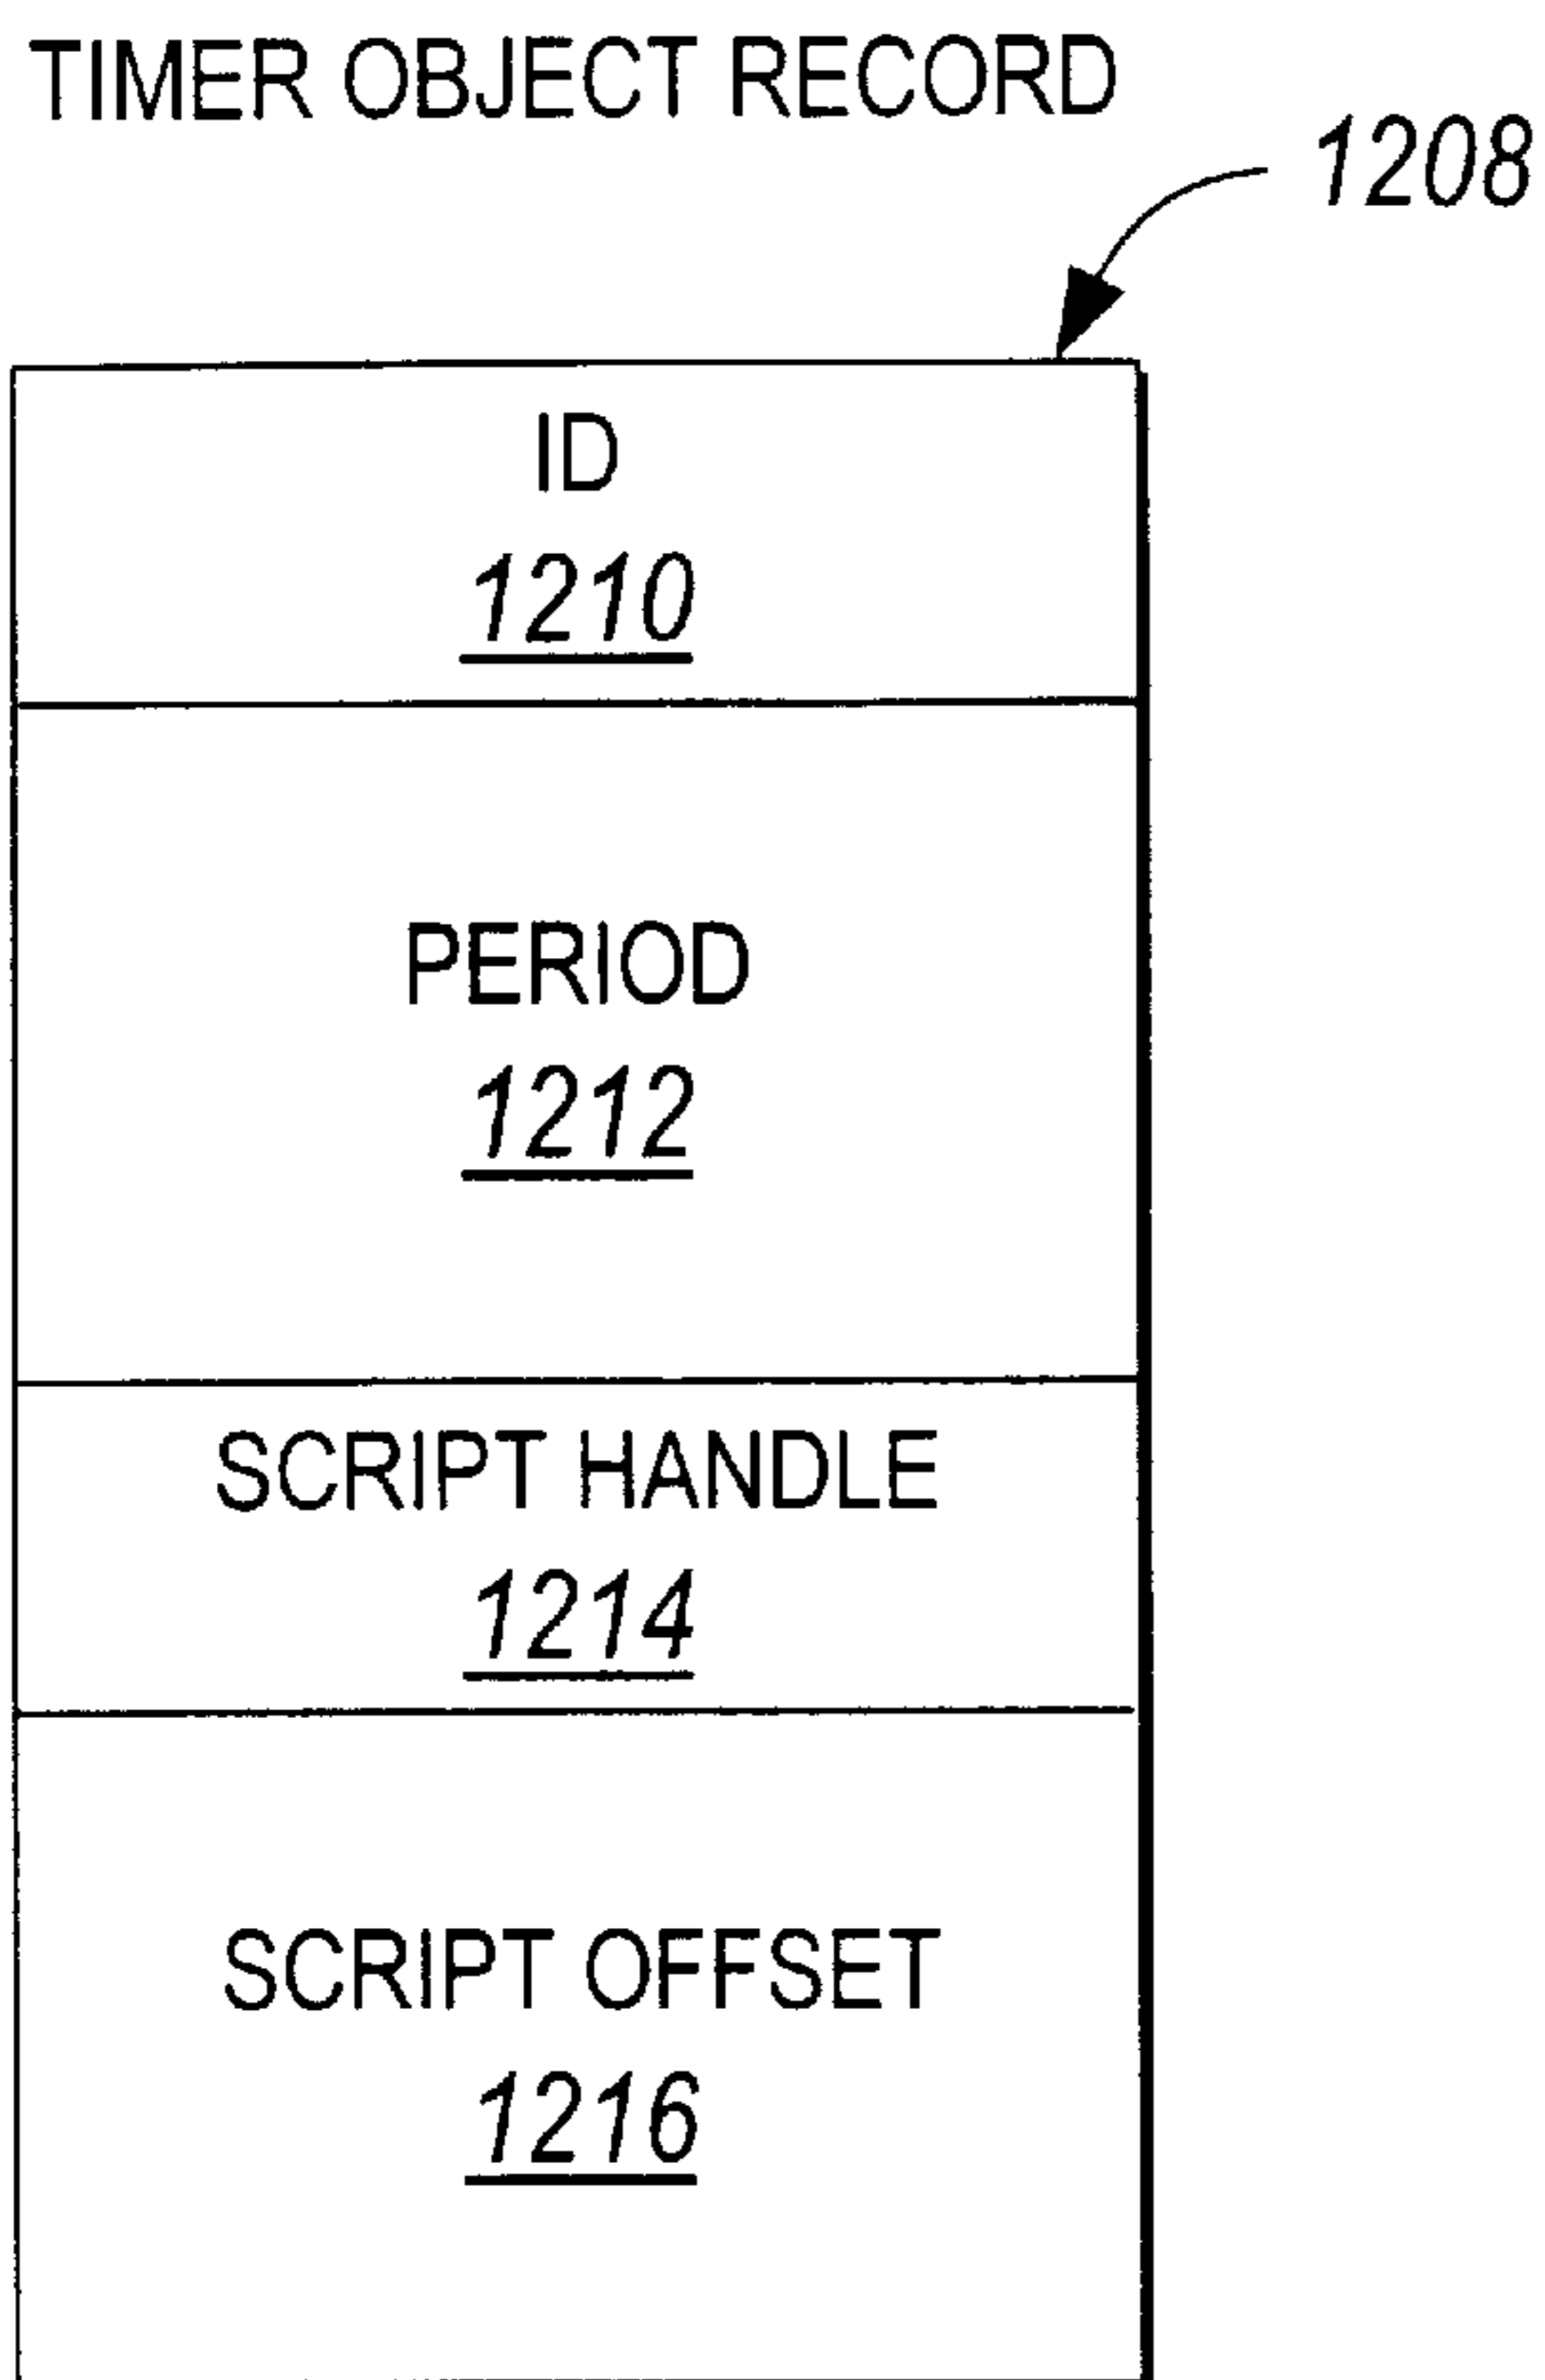 TIMER OBJECT RECORD
1208
ID
1210
PERIOD
1212
SCRIPT HANDLE
1214
SCRIPT OFFSET
1216